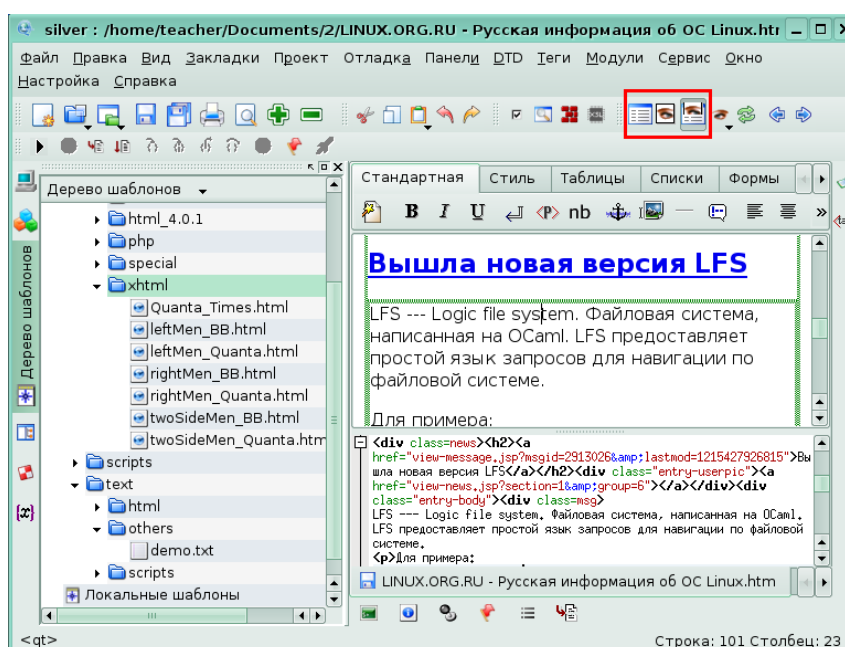 silver : /home/teacher/Documents/2/LINUX.ORG.RU - Русская информация об ОС Linux.htr
Файл Правка Вид Закладки Проект Отладка Панели DTD Теги Модули Сервис Окно
Настройка Справка
Дерево шаблонов
html_4.0.1
php
special
xhtml
Quanta_Times.html
leftMen_BB.html
leftMen_Quanta.html
rightMen_BB.html
rightMen_Quanta.html
twoSideMen_BB.html
twoSideMen_Quanta.htm
scripts
text
html
others
demo.txt
scripts
Локальные шаблоны
Дерево шаблонов
Стандартная Стиль Таблицы Списки Формы
B I U <P> nb
Вышла новая версия LFS
LFS --- Logic file system. Файловая система,
написанная на OCaml. LFS предоставляет
простой язык запросов для навигации по
файловой системе.
Для примера:
<div class=news><h2><a
href="view-message.jsp?msgid=2913026&amp;lastmod=1215427926815">Вы
шла новая версия LFS</a></h2><div class="entry-userpic"><a
href="view-news.jsp?section=1&amp;group=6"></a></div><div
class="entry-body"><div class=msg>
LFS --- Logic file system. Файловая система, написанная на OCaml.
LFS предоставляет простой язык запросов для навигации по файловой
системе.
<p>Для примера:
LINUX.ORG.RU - Русская информация об ОС Linux.htm
<qt>
Строка: 101 Столбец: 23